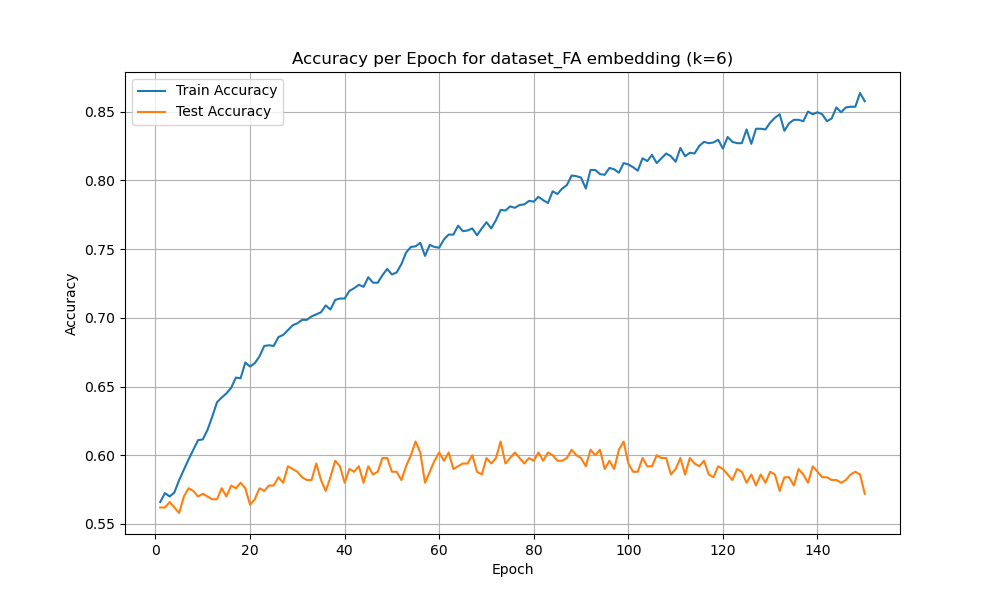 Accuracy per Epoch for dataset_FA embedding (k=6)
Train Accuracy
Test Accuracy
Accuracy
0.85
0.80
0.75
0.70
0.65
0.60
0.55
0 20 40 60 80 100 120 140
Epoch